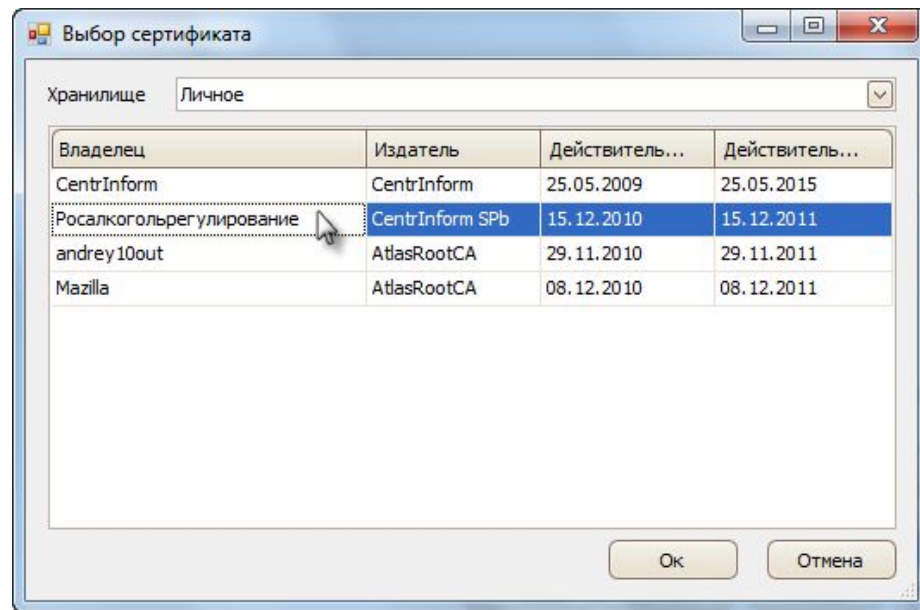 Выбор сертификата
Хранилище Личное
Владелец Издатель Действитель... Действитель...
CentrInform CentrInform 25.05.2009 25.05.2015
Росалкогольрегулирование CentrInform SPb 15.12.2010 15.12.2011
andrey10out AtlasRootCA 29.11.2010 29.11.2011
Mazilla AtlasRootCA 08.12.2010 08.12.2011
Ок Отмена